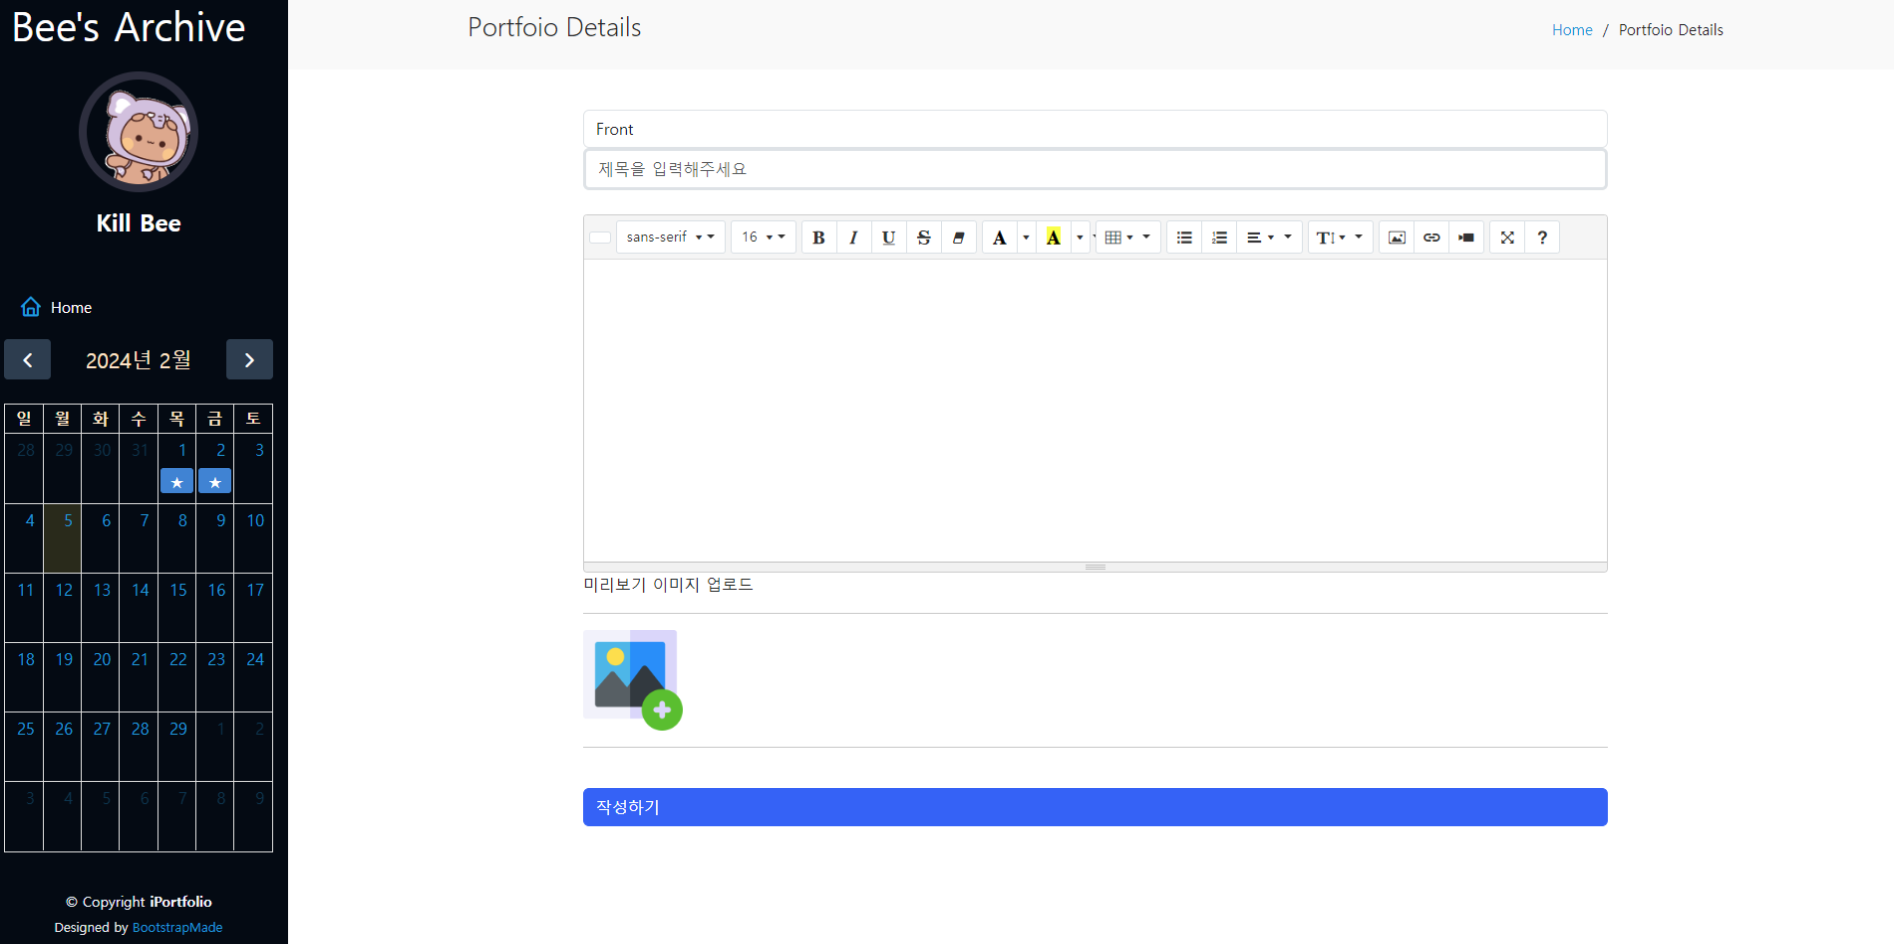 Bee's Archive
Kill Bee
Home
2024년 2월
일 월 화 수 목 금 토
28 29 30 31 1 2 3
★ ★
4 5 6 7 8 9 10
11 12 13 14 15 16 17
18 19 20 21 22 23 24
25 26 27 28 29 1 2
3 4 5 6 7 8 9
© Copyright iPortfolio
Designed by BootstrapMade
Portfoio Details
Home / Portfoio Details
Front
제목을 입력해주세요
sans-serif 16 B I U S A A T ?
미리보기 이미지 업로드
작성하기